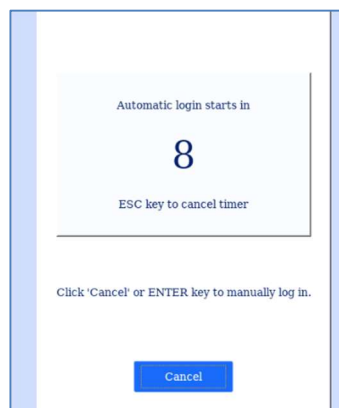 Automatic login starts in
8
ESC key to cancel timer
Click 'Cancel' or ENTER key to manually log in.
Cancel